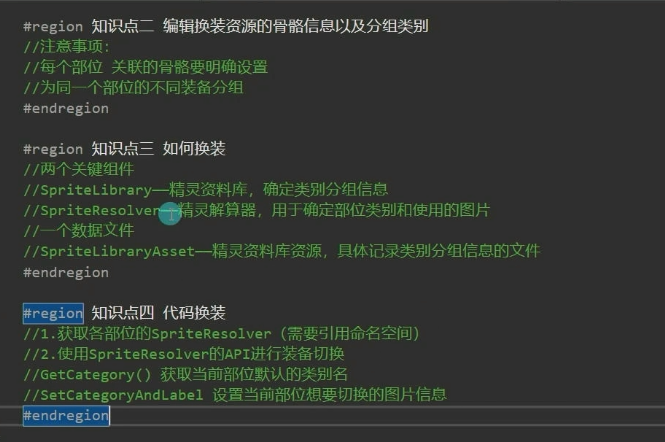 #region 知识点二 编辑换装资源的骨骼信息以及分组类别
//注意事项：
//每个部位 关联的骨骼要明确设置
//为同一个部位的不同装备分组
#endregion
#region 知识点三 如何换装
//两个关键组件
//SpriteLibrary——精灵资料库，确定类别分组信息
//SpriteResolver——精灵解算器，用于确定部位类别和使用的图片
//一个数据文件
//SpriteLibraryAsset——精灵资料库资源，具体记录类别分组信息的文件
#endregion
#region 知识点四 代码换装
//1.获取各部位的SpriteResolver（需要引用命名空间）
//2.使用SpriteResolver的API进行装备切换
//GetCategory() 获取当前部位默认的类别名
//SetCategoryAndLabel 设置当前部位想要切换的图片信息
#endregion